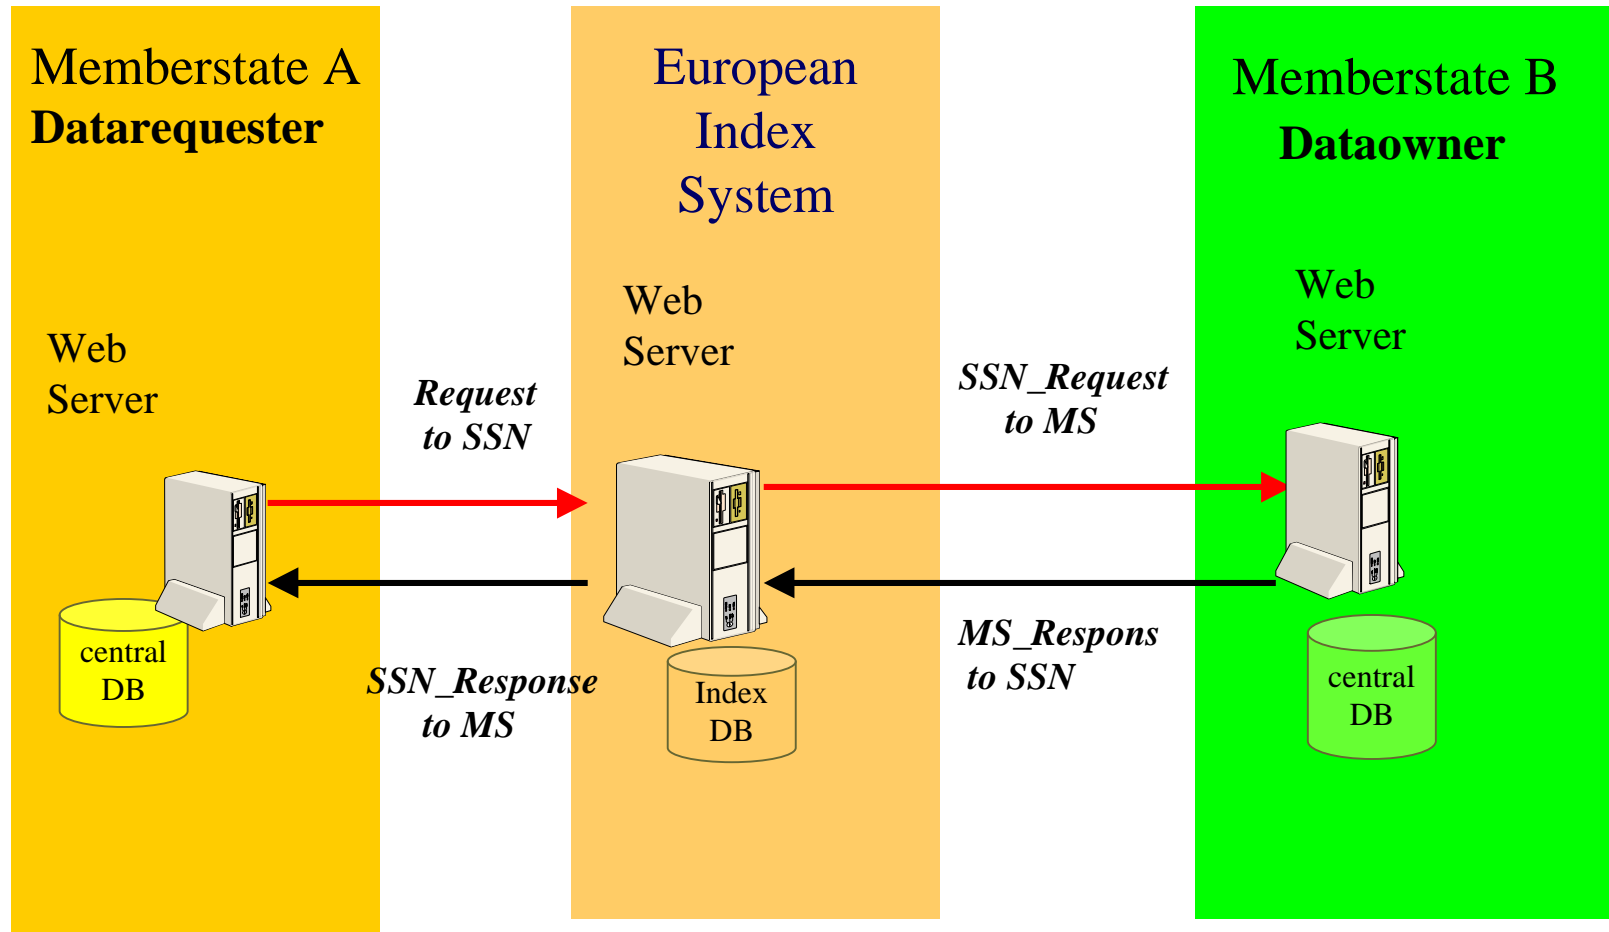 Memberstate A
Datarequester
European
Index
System
Memberstate B
Dataowner
Web
Server
Web
Server
Web
Server
Request
to SSN
SSN_Request
to MS
SSN_Response
to MS
MS_Respons
to SSN
central
DB
Index
DB
central
DB